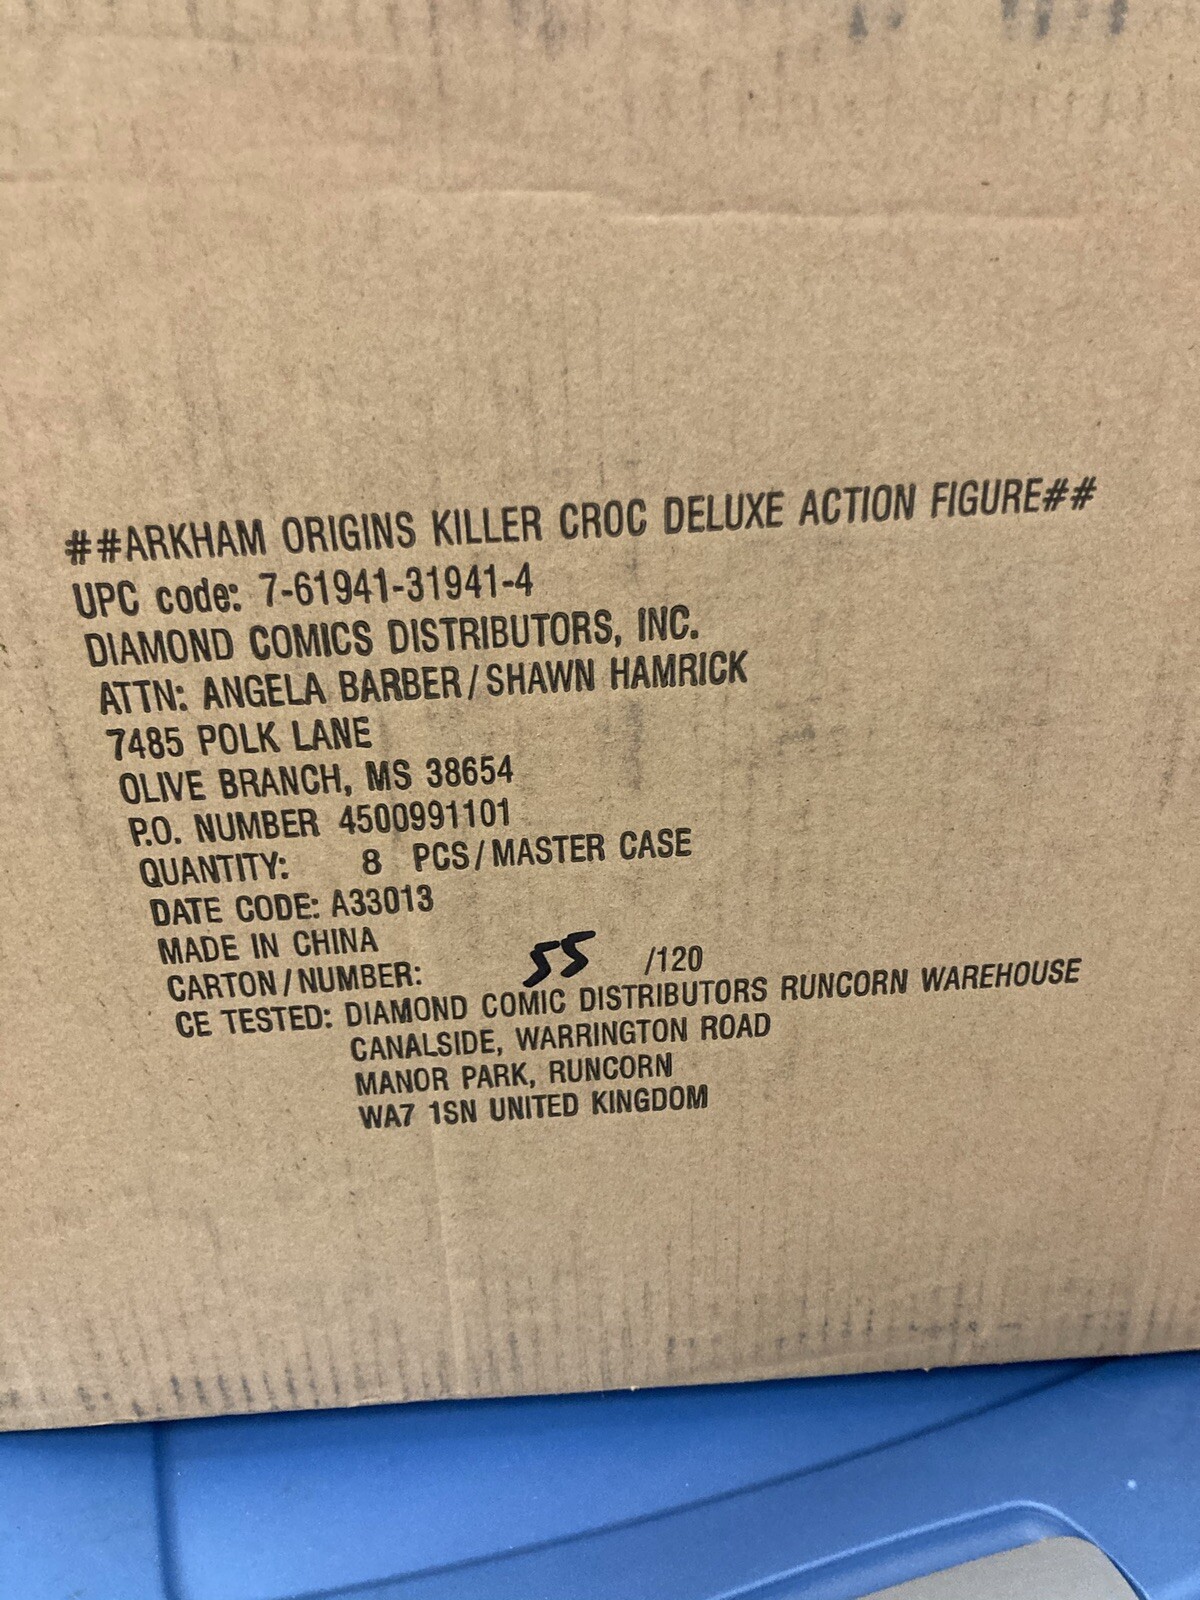 ##ARKHAM ORIGINS KILLER CROC DELUXE ACTION FIGURE##
UPC code: 7-61941-31941-4
DIAMOND COMICS DISTRIBUTORS, INC.
ATTN: ANGELA BARBER/SHAWN HAMRICK
7485 POLK LANE
OLIVE BRANCH, MS 38654
P.O. NUMBER 4500991101
QUANTITY: 8 PCS/MASTER CASE
DATE CODE: A33013
MADE IN CHINA
CARTON/NUMBER: 55 /120
CE TESTED: DIAMOND COMIC DISTRIBUTORS RUNCORN WAREHOUSE
CANALSIDE, WARRINGTON ROAD
MANOR PARK, RUNCORN
WA7 1SN UNITED KINGDOM